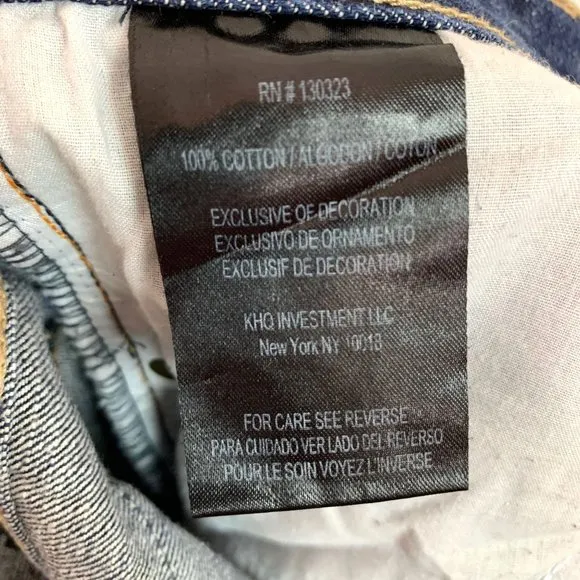 RN # 130323
100% COTTON / ALGODON / COTON
EXCLUSIVE OF DECORATION
EXCLUSIVO DE ORNAMENTO
EXCLUSIF DE DECORATION
KHQ INVESTMENT LLC
New York NY 10013
FOR CARE SEE REVERSE
PARA CUIDADO VER LADO DEL REVERSO
POUR LE SOIN VOYEZ L'INVERSE